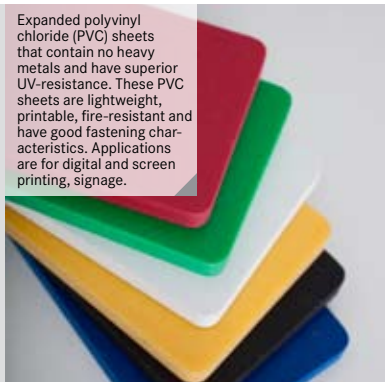 Expanded polyvinyl
chloride (PVC) sheets
that contain no heavy
metals and have superior
UV-resistance. These PVC
sheets are lightweight,
printable, fire-resistant and
have good fastening char-
acteristics. Applications
are for digital and screen
printing, signage.